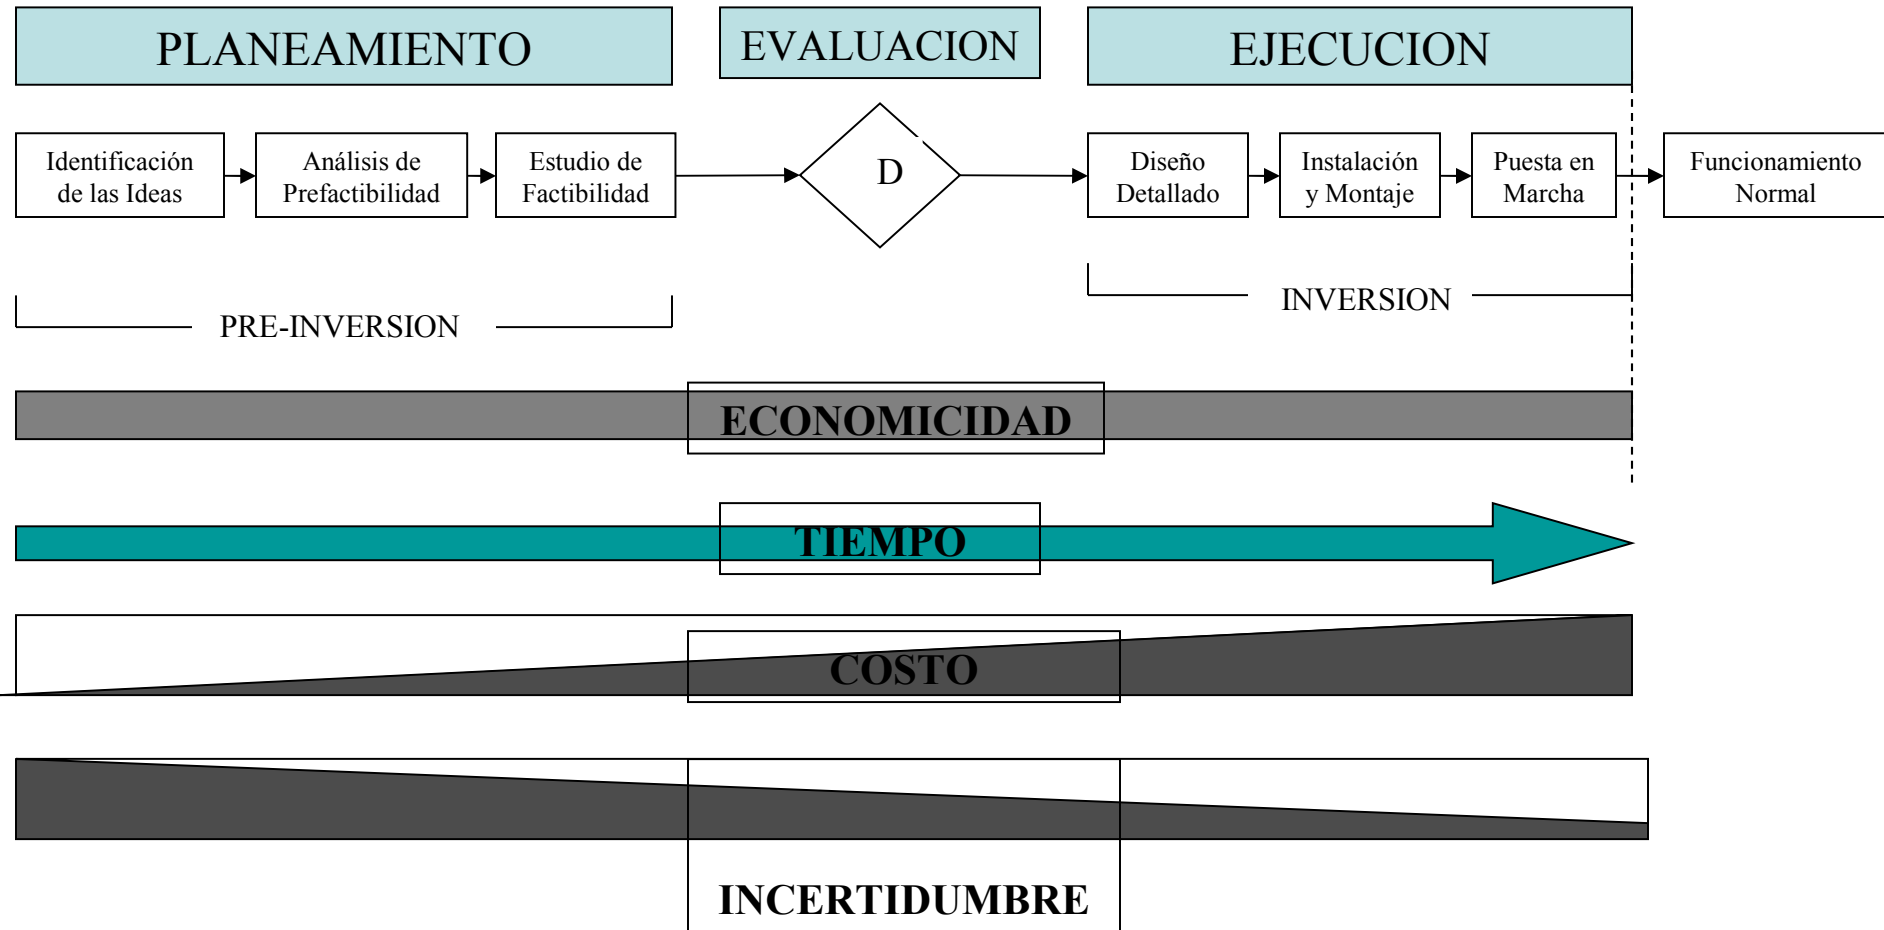 PLANEAMIENTO
EVALUACION
EJECUCION
Identificación
de las Ideas
Análisis de
Prefactibilidad
Estudio de
Factibilidad
D
Diseño
Detallado
Instalación
y Montaje
Puesta en
Marcha
Funcionamiento
Normal
PRE-INVERSION
INVERSION
ECONOMICIDAD
TIEMPO
COSTO
INCERTIDUMBRE